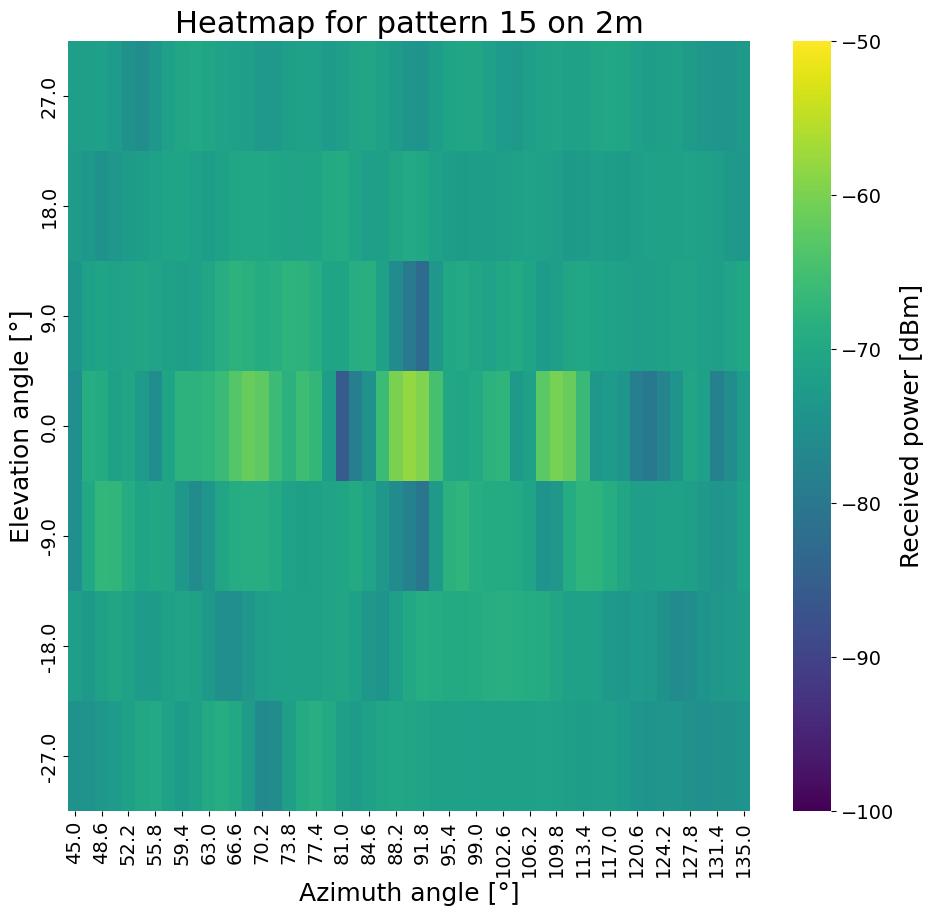 Heatmap for pattern 15 on 2m
Elevation angle [°]
27.0
18.0
9.0
0.0
-9.0
-18.0
-27.0
45.0 48.6 52.2 55.8 59.4 63.0 66.6 70.2 73.8 77.4 81.0 84.6 88.2 91.8 95.4 99.0 102.6 106.2 109.8 113.4 117.0 120.6 124.2 127.8 131.4 135.0
Azimuth angle [°]
−50
−60
−70
−80
−90
−100
Received power [dBm]